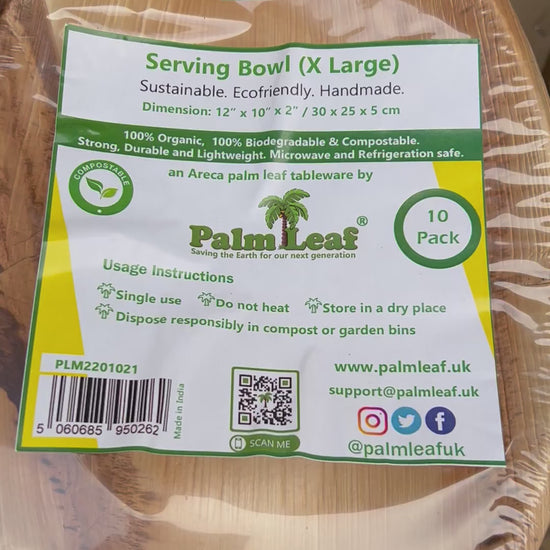 Serving Bowl (X Large)
Sustainable. Ecofriendly. Handmade.
Dimension: 12" x 10" x 2" / 30 x 25 x 5 cm
100% Organic, 100% Biodegradable & Compostable.
Strong, Durable and Lightweight. Microwave and Refrigeration safe.
COMPOSTABLE
an Areca palm leaf tableware by
Palm Leaf®
Saving the Earth for our next generation
10
Pack
Usage Instructions
Single use Do not heat Store in a dry place
Dispose responsibly in compost or garden bins
PLM2201021
5 060685 950262
Made in India
SCAN ME
www.palmleaf.uk
support@palmleaf.uk
@palmleafuk